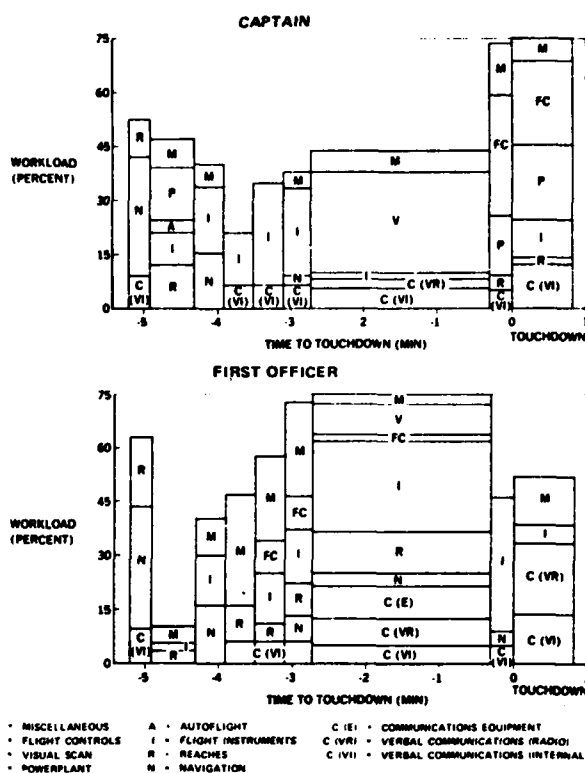 CAPTAIN
75
60
45
30
15
0
WORKLOAD
(PERCENT)
R
N
C
(VI)
M
P
A
I
R
M
I
N
I
C
(VI)
I
C
(VI)
M
I
N
C
(VI)
M
V
I
C (VR)
C (VI)
M
FC
P
R
C
(VI)
M
FC
P
I
R
C (VI)
-5
-4
-3
-2
-1
0
1
TIME TO TOUCHDOWN (MIN)
TOUCHDOWN
FIRST OFFICER
75
60
45
30
15
0
WORKLOAD
(PERCENT)
R
N
C
(VI)
M
I
R
M
I
N
M
R
C (VI)
M
FC
I
R
M
FC
I
R
N
M
V
FC
I
R
N
C (E)
C (VR)
C (VI)
I
N
C
(VI)
M
I
C (VR)
C (VI)
-5
-4
-3
-2
-1
0
1
TIME TO TOUCHDOWN (MIN)
TOUCHDOWN
MISCELLANEOUS A - AUTOFLIGHT C (E) - COMMUNICATIONS EQUIPMENT
FLIGHT CONTROLS I - FLIGHT INSTRUMENTS C (VR) - VERBAL COMMUNICATIONS (RADIO)
VISUAL SCAN R - REACHES C (VI) - VERBAL COMMUNICATIONS (INTERNAL
POWERPLANT N - NAVIGATION